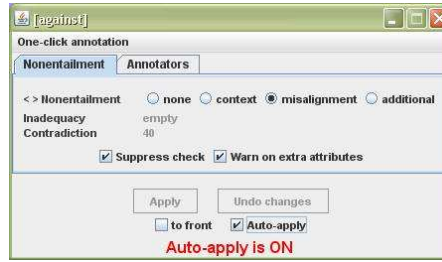 [against]
One-click annotation
Nonentailment Annotators
< > Nonentailment none context misalignment additional
Inadequacy empty
Contradiction 40
Suppress check Warn on extra attributes
Apply Undo changes
to front Auto-apply
Auto-apply is ON